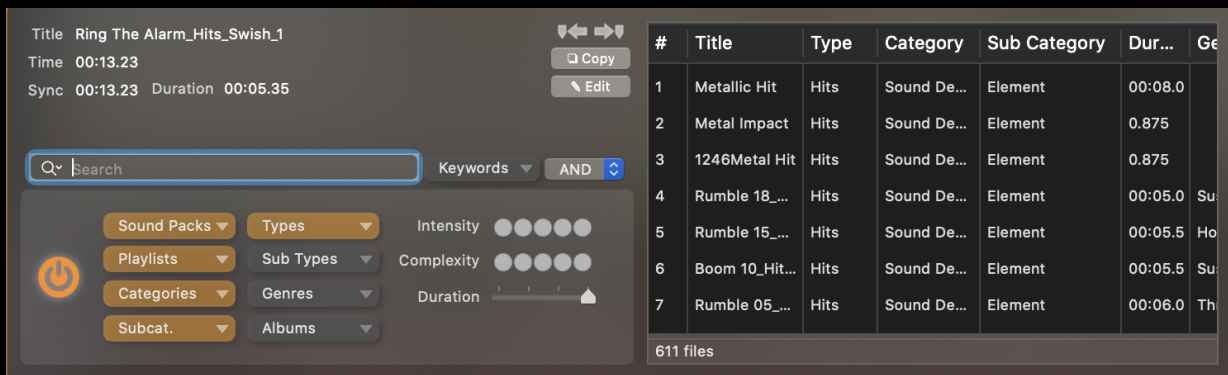 Title Ring The Alarm_Hits_Swish_1
Time 00:13.23
Copy
Sync 00:13.23 Duration 00:05.35
Edit
Search
Keywords
AND
Sound Packs
Types
Intensity
Playlists
Sub Types
Complexity
Categories
Genres
Duration
Subcat.
Albums
# Title Type Category Sub Category Dur... Ge
1 Metallic Hit Hits Sound De... Element 00:08.0
2 Metal Impact Hits Sound De... Element 0.875
3 1246Metal Hit Hits Sound De... Element 0.875
4 Rumble 18_... Hits Sound De... Element 00:05.0 Su
5 Rumble 15_... Hits Sound De... Element 00:05.5 Ho
6 Boom 10_Hit... Hits Sound De... Element 00:05.5 Su
7 Rumble 05_... Hits Sound De... Element 00:06.0 Th
611 files